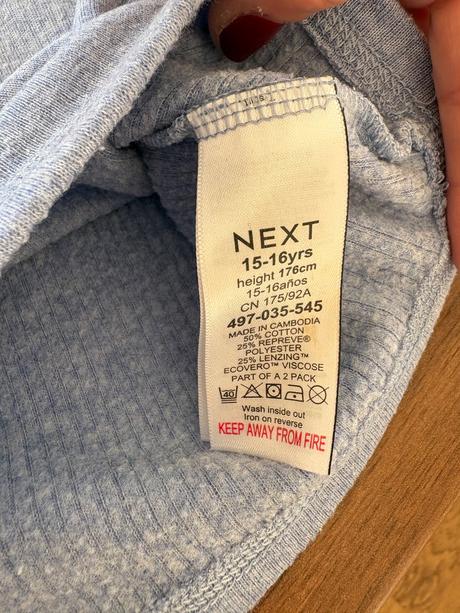 NEXT
15-16yrs
height 176cm
15-16años
CN 175/92A
497-035-545
MADE IN CAMBODIA
50% COTTON
25% REPREVE®
POLYESTER
25% LENZING™
ECOVERO™ VISCOSE
PART OF A 2 PACK
40
Wash inside out
Iron on reverse
KEEP AWAY FROM FIRE